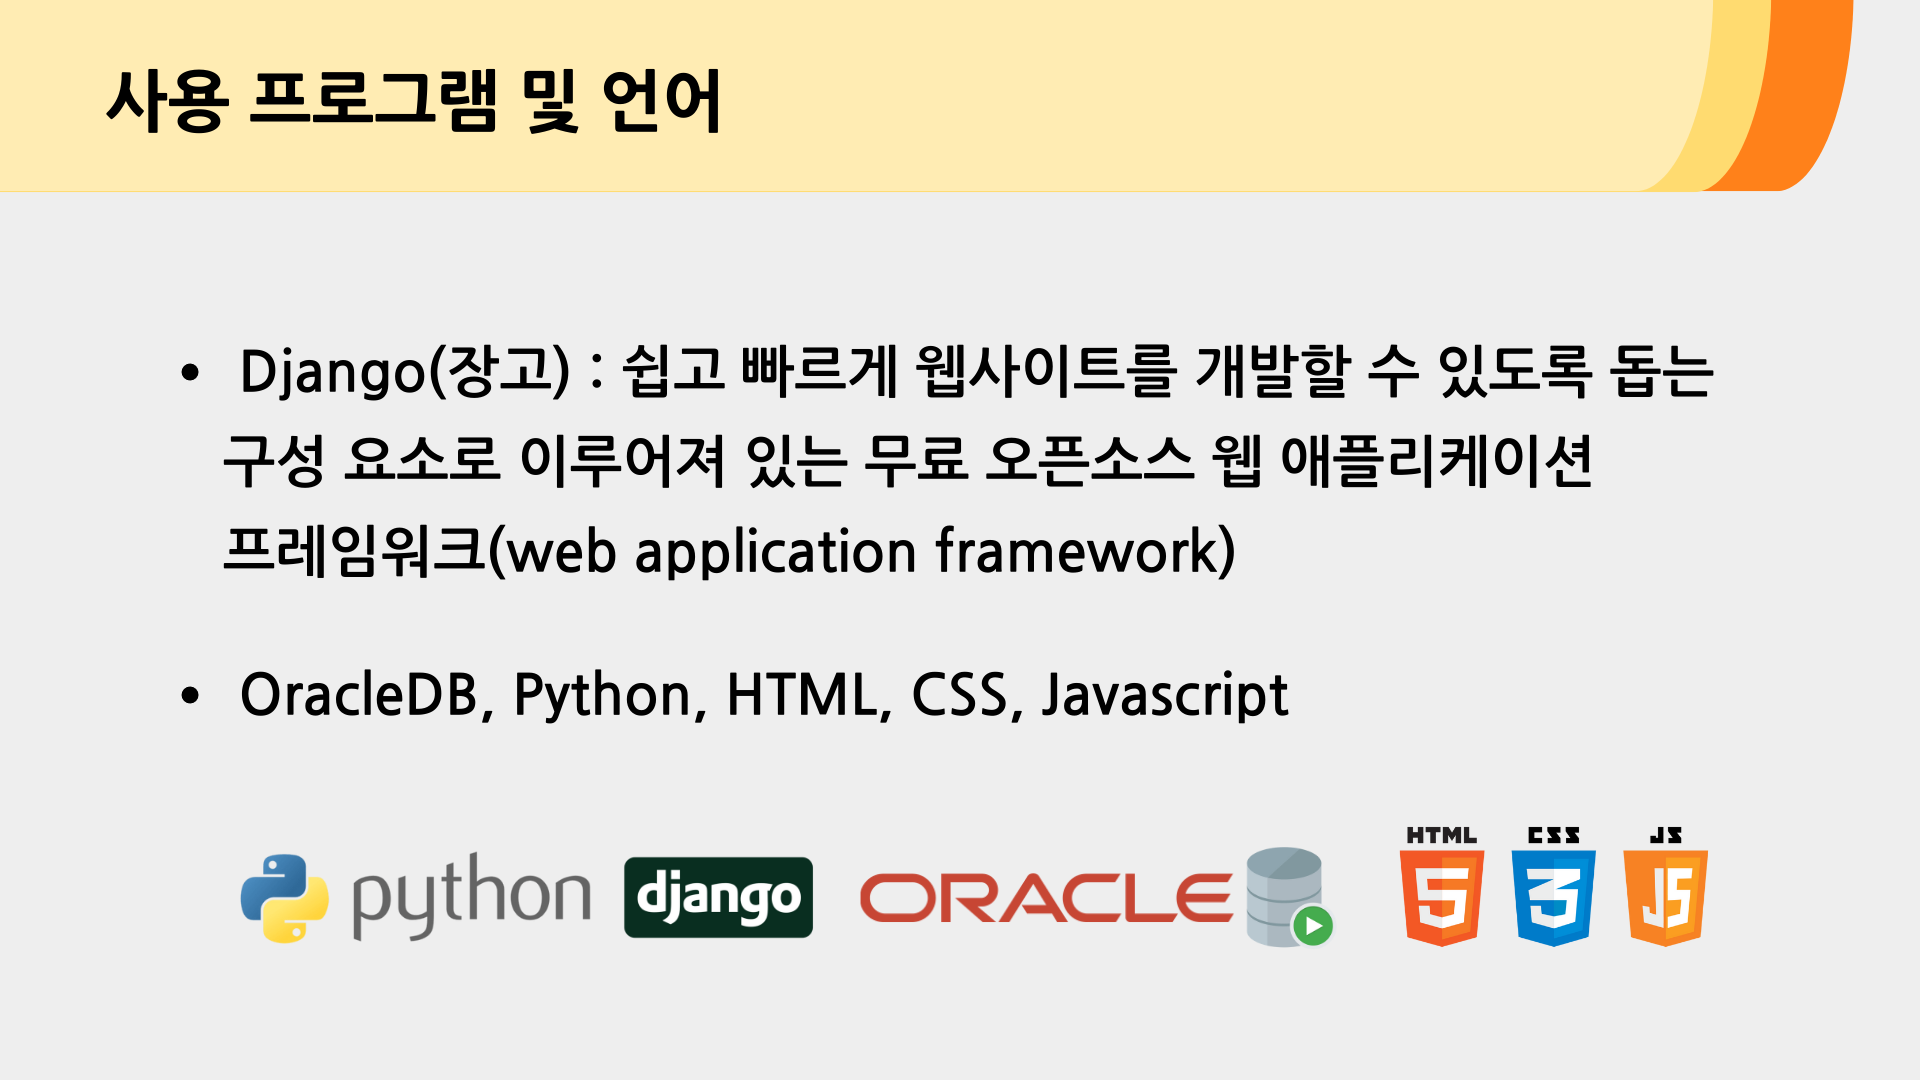 사용 프로그램 및 언어
• Django(장고) : 쉽고 빠르게 웹사이트를 개발할 수 있도록 돕는
구성 요소로 이루어져 있는 무료 오픈소스 웹 애플리케이션
프레임워크(web application framework)
• OracleDB, Python, HTML, CSS, Javascript
HTML CSS JS
python django ORACLE 5 3 JS